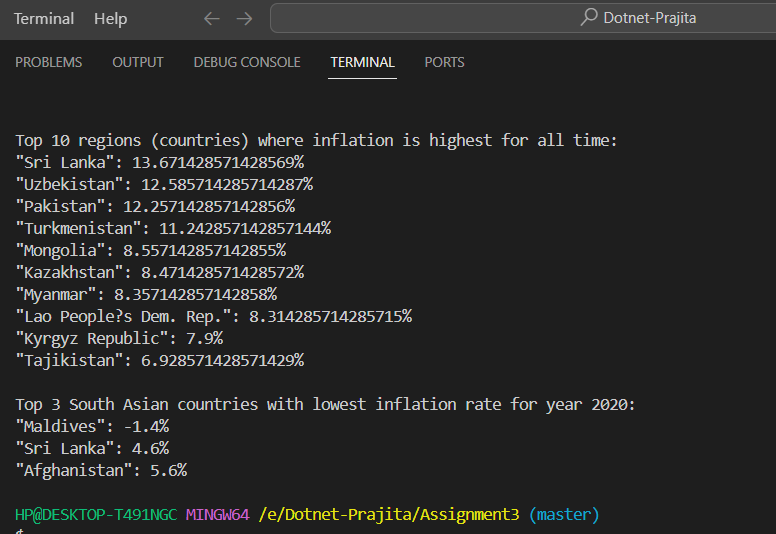 Terminal Help Dotnet-Prajita
PROBLEMS OUTPUT DEBUG CONSOLE TERMINAL PORTS
Top 10 regions (countries) where inflation is highest for all time:
"Sri Lanka": 13.671428571428569%
"Uzbekistan": 12.585714285714287%
"Pakistan": 12.257142857142856%
"Turkmenistan": 11.242857142857144%
"Mongolia": 8.557142857142855%
"Kazakhstan": 8.471428571428572%
"Myanmar": 8.357142857142858%
"Lao People?s Dem. Rep.": 8.314285714285715%
"Kyrgyz Republic": 7.9%
"Tajikistan": 6.928571428571429%
Top 3 South Asian countries with lowest inflation rate for year 2020:
"Maldives": -1.4%
"Sri Lanka": 4.6%
"Afghanistan": 5.6%
HP@DESKTOP-T491NGC MINGW64 /e/Dotnet-Prajita/Assignment3 (master)
$